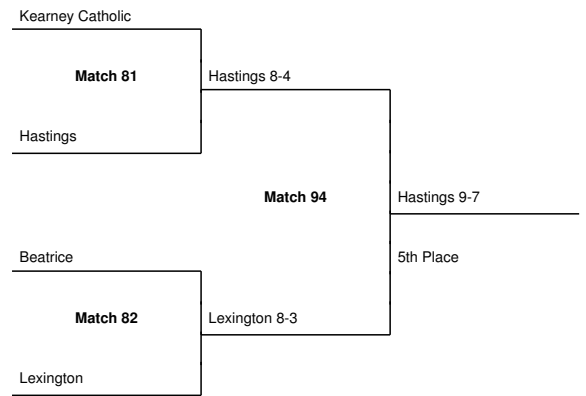 Kearney Catholic
Match 81
Hastings 8-4
Hastings
Match 94
Hastings 9-7
Beatrice
5th Place
Match 82
Lexington 8-3
Lexington